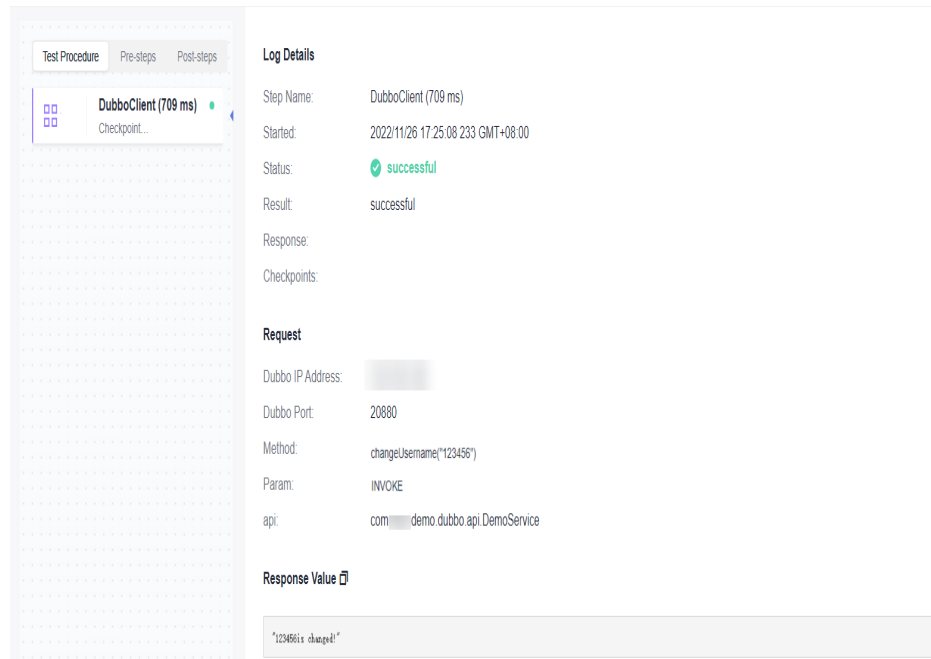 Test Procedure Pre-steps Post-steps
DubboClient (709 ms)
Checkpoint...
Log Details
Step Name: DubboClient (709 ms)
Started: 2022/11/26 17:25:08 233 GMT+08:00
Status: successful
Result: successful
Response:
Checkpoints:
Request
Dubbo IP Address:
Dubbo Port: 20880
Method: changeUsername("123456")
Param: INVOKE
api: com demo.dubbo.api.DemoService
Response Value
"123456is changed!"